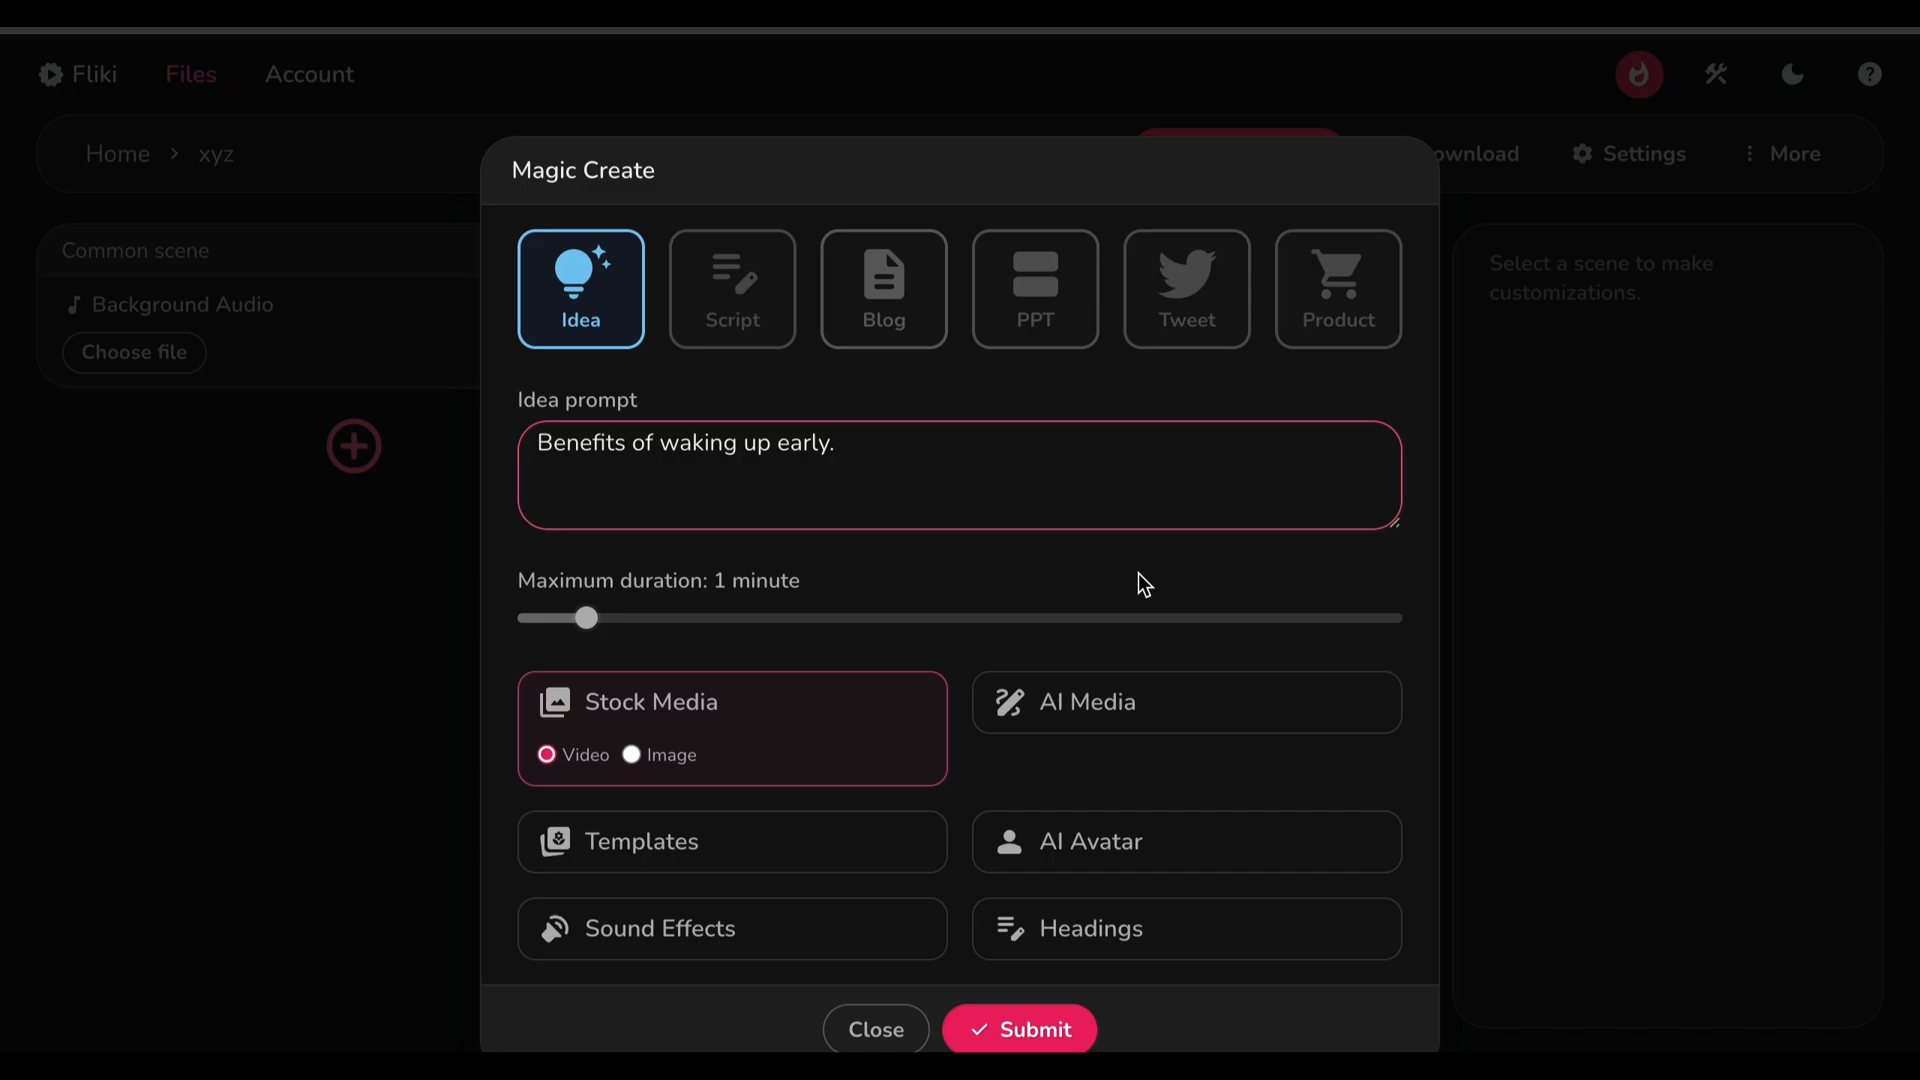 Fliki Files Account
Home > xyz
ownload Settings More
Magic Create
Common scene
Background Audio
Choose file
Idea Script Blog PPT Tweet Product
Select a scene to make
customizations.
Idea prompt
Benefits of waking up early.
Maximum duration: 1 minute
Stock Media
Video Image
AI Media
Templates
AI Avatar
Sound Effects
Headings
Close Submit